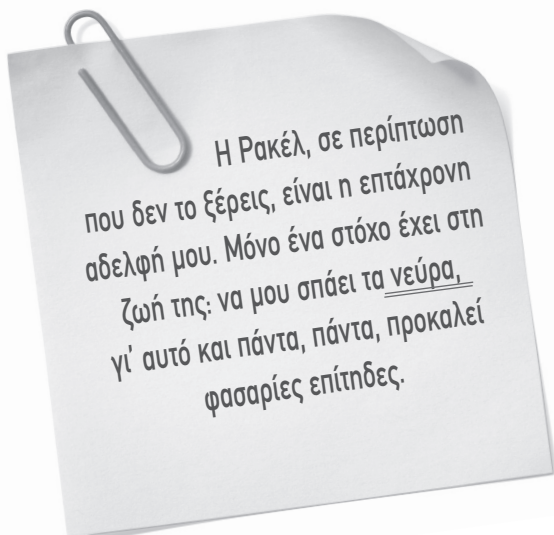 Η Ρακέλ, σε περίπτωση
που δεν το ξέρεις, είναι η επτάχρονη
αδελφή μου. Μόνο ένα στόχο έχει στη
ζωή της: να μου σπάει τα νεύρα,
γι' αυτό και πάντα, πάντα, προκαλεί
φασαρίες επίτηδες.